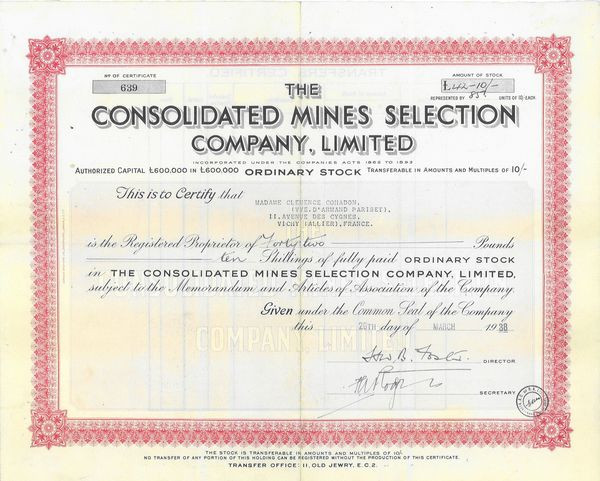 Nº OF CERTIFICATE
639
AMOUNT OF STOCK
£42-10/-
REPRESENTED BY 85 UNITS OF 10/- EACH.
THE
CONSOLIDATED MINES SELECTION
COMPANY, LIMITED
INCORPORATED UNDER THE COMPANIES ACTS 1862 TO 1893
AUTHORIZED CAPITAL £600.000 IN £600.000 ORDINARY STOCK TRANSFERABLE IN AMOUNTS AND MULTIPLES OF 10/-
This is to Certify that
MADAME CLEMENCE CONADON,
(VVE.D'ARMAND PARISET),
11.AVENUE DES CYGNES,
VICHY (ALLIER),FRANCE.
is the Registered Proprietor of Forty two Pounds
ten Shillings of fully paid ORDINARY STOCK
in THE CONSOLIDATED MINES SELECTION COMPANY, LIMITED,
subject to the Memorandum and Articles of Association of the Company.
Given under the Common Seal of the Company
this 25TH day of MARCH 1938
COMPANY, LIMITED
DIRECTOR
SECRETARY
THE STOCK IS TRANSFERABLE IN AMOUNTS AND MULTIPLES OF 10/-
NO TRANSFER OF ANY PORTION OF THIS HOLDING CAN BE REGISTERED WITHOUT THE PRODUCTION OF THIS CERTIFICATE.
TRANSFER OFFICE: 11, OLD JEWRY, E.C.2.